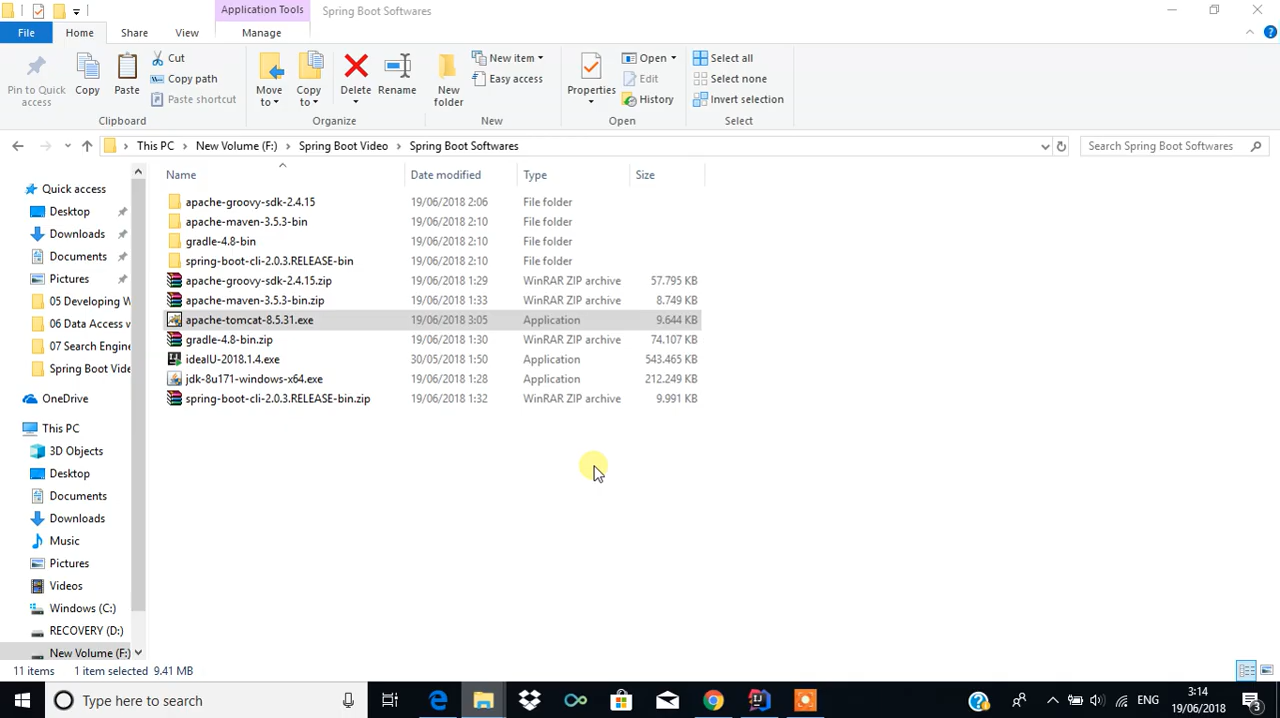 Application Tools Spring Boot Softwares
File Home Share View Manage
Pin to Quick access
Copy
Paste
Cut
Copy path
Paste shortcut
Clipboard
Move to
Copy to
Delete
Rename
Organize
New folder
New item
Easy access
New
Properties
Open
Edit
History
Open
Select all
Select none
Invert selection
Select
This PC New Volume (F:) Spring Boot Video Spring Boot Softwares
Search Spring Boot Softwares
Quick access
Desktop
Downloads
Documents
Pictures
05 Developing W
06 Data Access w
07 Search Engine
Spring Boot Vide
OneDrive
This PC
3D Objects
Desktop
Documents
Downloads
Music
Pictures
Videos
Windows (C:)
RECOVERY (D:)
New Volume (F:)
Name Date modified Type Size
apache-groovy-sdk-2.4.15 19/06/2018 2:06 File folder
apache-maven-3.5.3-bin 19/06/2018 2:10 File folder
gradle-4.8-bin 19/06/2018 2:10 File folder
spring-boot-cli-2.0.3.RELEASE-bin 19/06/2018 2:10 File folder
apache-groovy-sdk-2.4.15.zip 19/06/2018 1:29 WinRAR ZIP archive 57.795 KB
apache-maven-3.5.3-bin.zip 19/06/2018 1:33 WinRAR ZIP archive 8.749 KB
apache-tomcat-8.5.31.exe 19/06/2018 3:05 Application 9.644 KB
gradle-4.8-bin.zip 19/06/2018 1:30 WinRAR ZIP archive 74.107 KB
idealU-2018.1.4.exe 30/05/2018 1:50 Application 543.465 KB
jdk-8u171-windows-x64.exe 19/06/2018 1:28 Application 212.249 KB
spring-boot-cli-2.0.3.RELEASE-bin.zip 19/06/2018 1:32 WinRAR ZIP archive 9.991 KB
11 items 1 item selected 9.41 MB
Type here to search
ENG
3:14
19/06/2018
3